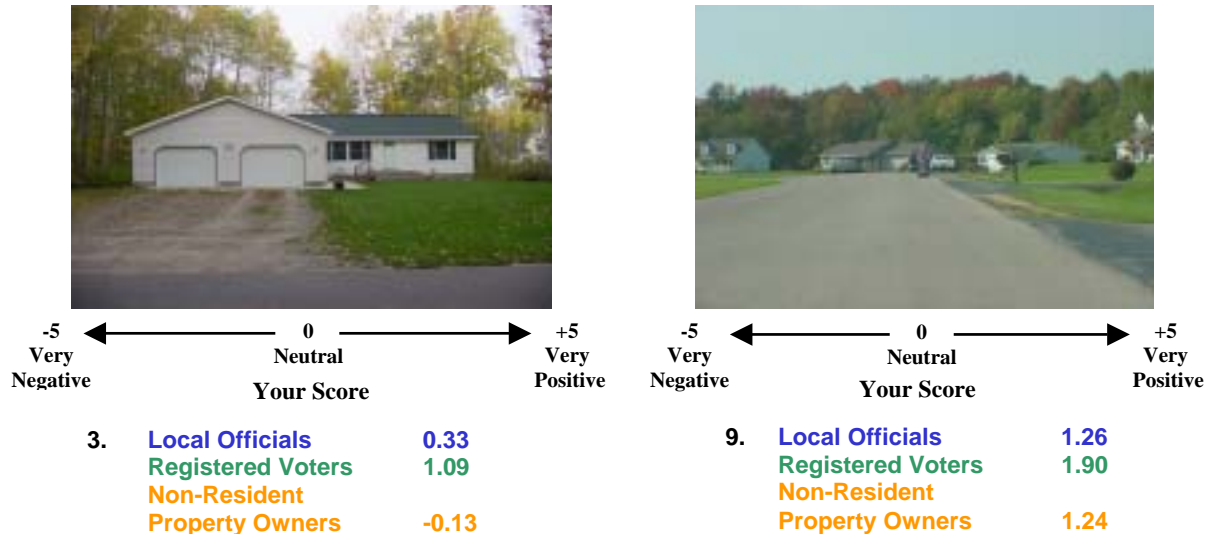 -5 0 +5
Very Neutral Very
Negative Positive
Your Score
3. Local Officials 0.33
Registered Voters 1.09
Non-Resident
Property Owners -0.13
-5 0 +5
Very Neutral Very
Negative Positive
Your Score
9. Local Officials 1.26
Registered Voters 1.90
Non-Resident
Property Owners 1.24